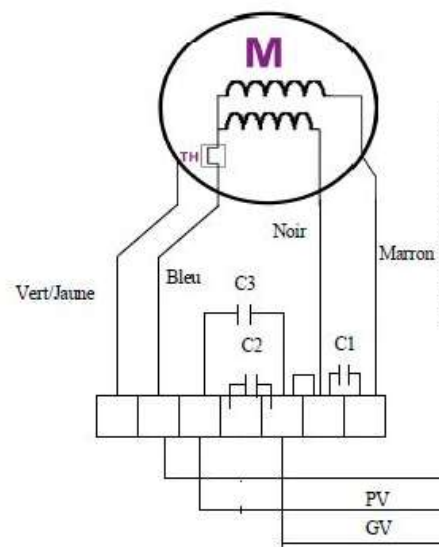 M
TH
Noir
Marron
Vert/Jaune
Bleu
C3
C2
C1
PV
GV